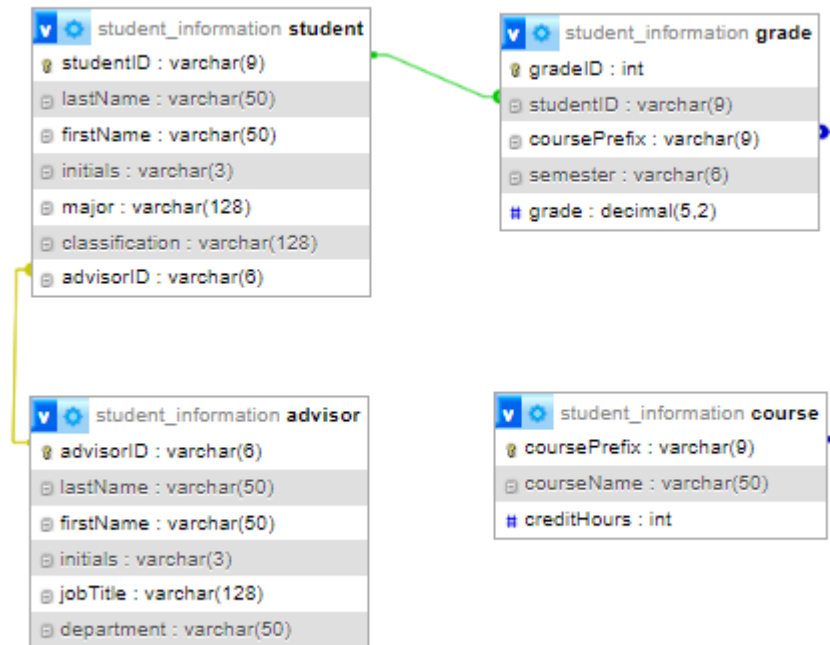 v student_information student
studentID : varchar(9)
lastName : varchar(50)
firstName : varchar(50)
initials : varchar(3)
major : varchar(128)
classification : varchar(128)
advisorID : varchar(6)
v student_information grade
gradeID : int
studentID : varchar(9)
coursePrefix : varchar(9)
semester : varchar(6)
# grade : decimal(5,2)
v student_information advisor
advisorID : varchar(6)
lastName : varchar(50)
firstName : varchar(50)
initials : varchar(3)
jobTitle : varchar(128)
department : varchar(50)
v student_information course
coursePrefix : varchar(9)
courseName : varchar(50)
# creditHours : int